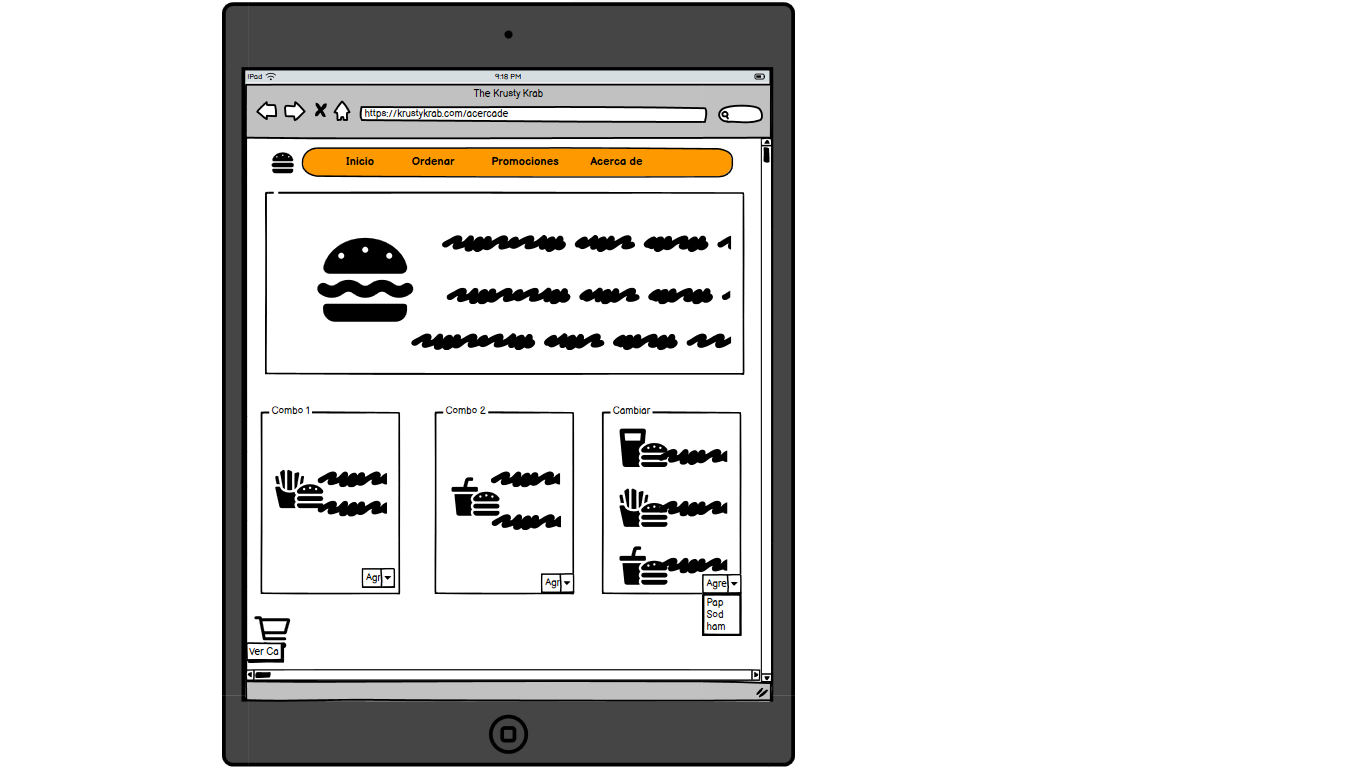 iPad
9:18 PM
The Krusty Krab
https://krustykrab.com/acercade
Inicio Ordenar Promociones Acerca de
Combo 1
Combo 2
Cambiar
Agr
Agr
Agre
Pap
Sod
ham
Ver Ca